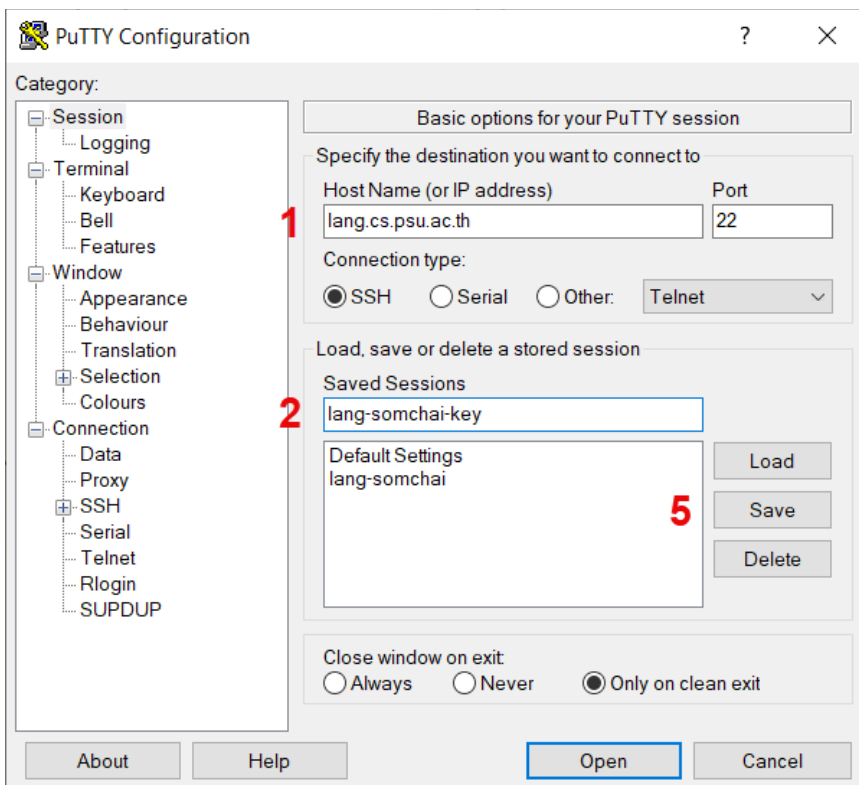 PuTTY Configuration
?
Category:
Session
Logging
Terminal
Keyboard
Bell
Features
Window
Appearance
Behaviour
Translation
Selection
Colours
Connection
Data
Proxy
SSH
Serial
Telnet
Rlogin
SUPDUP
Basic options for your PuTTY session
Specify the destination you want to connect to
Host Name (or IP address) Port
1 lang.cs.psu.ac.th 22
Connection type:
SSH Serial Other: Telnet
Load, save or delete a stored session
Saved Sessions
2 lang-somchai-key
Default Settings
lang-somchai
Load
5 Save
Delete
Close window on exit:
Always Never Only on clean exit
About Help Open Cancel